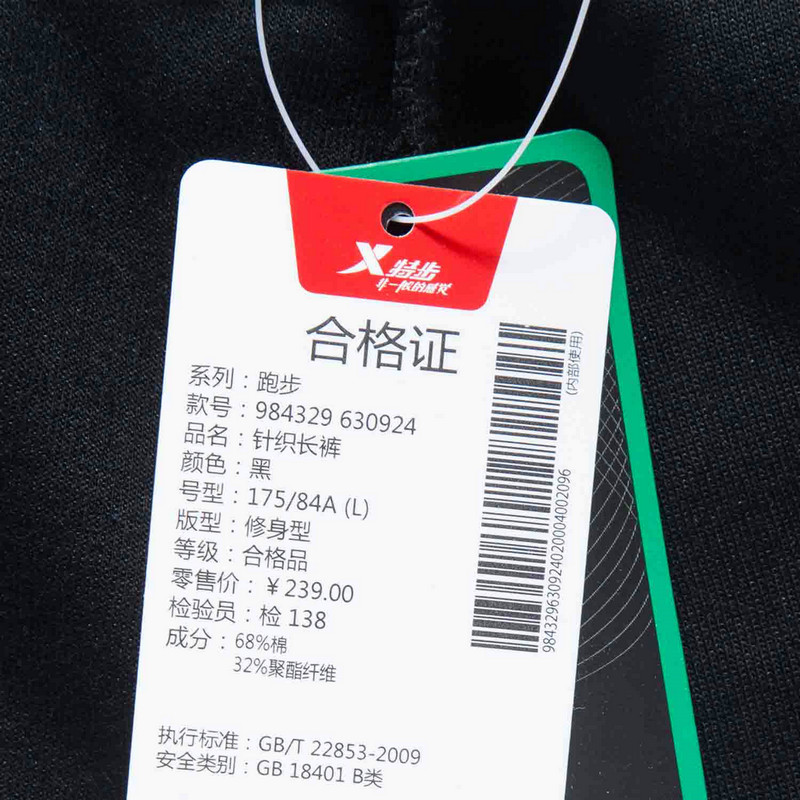 特步
非一般的感觉
合格证
系列：跑步
款号：984329 630924
品名：针织长裤
颜色：黑
号型：175/84A (L)
版型：修身型
等级：合格品
零售价：￥239.00
检验员：检 138
成分：68%棉
32%聚酯纤维
执行标准：GB/T 22853-2009
安全类别：GB 18401 B类
(内部使用)
984329630924020004002096